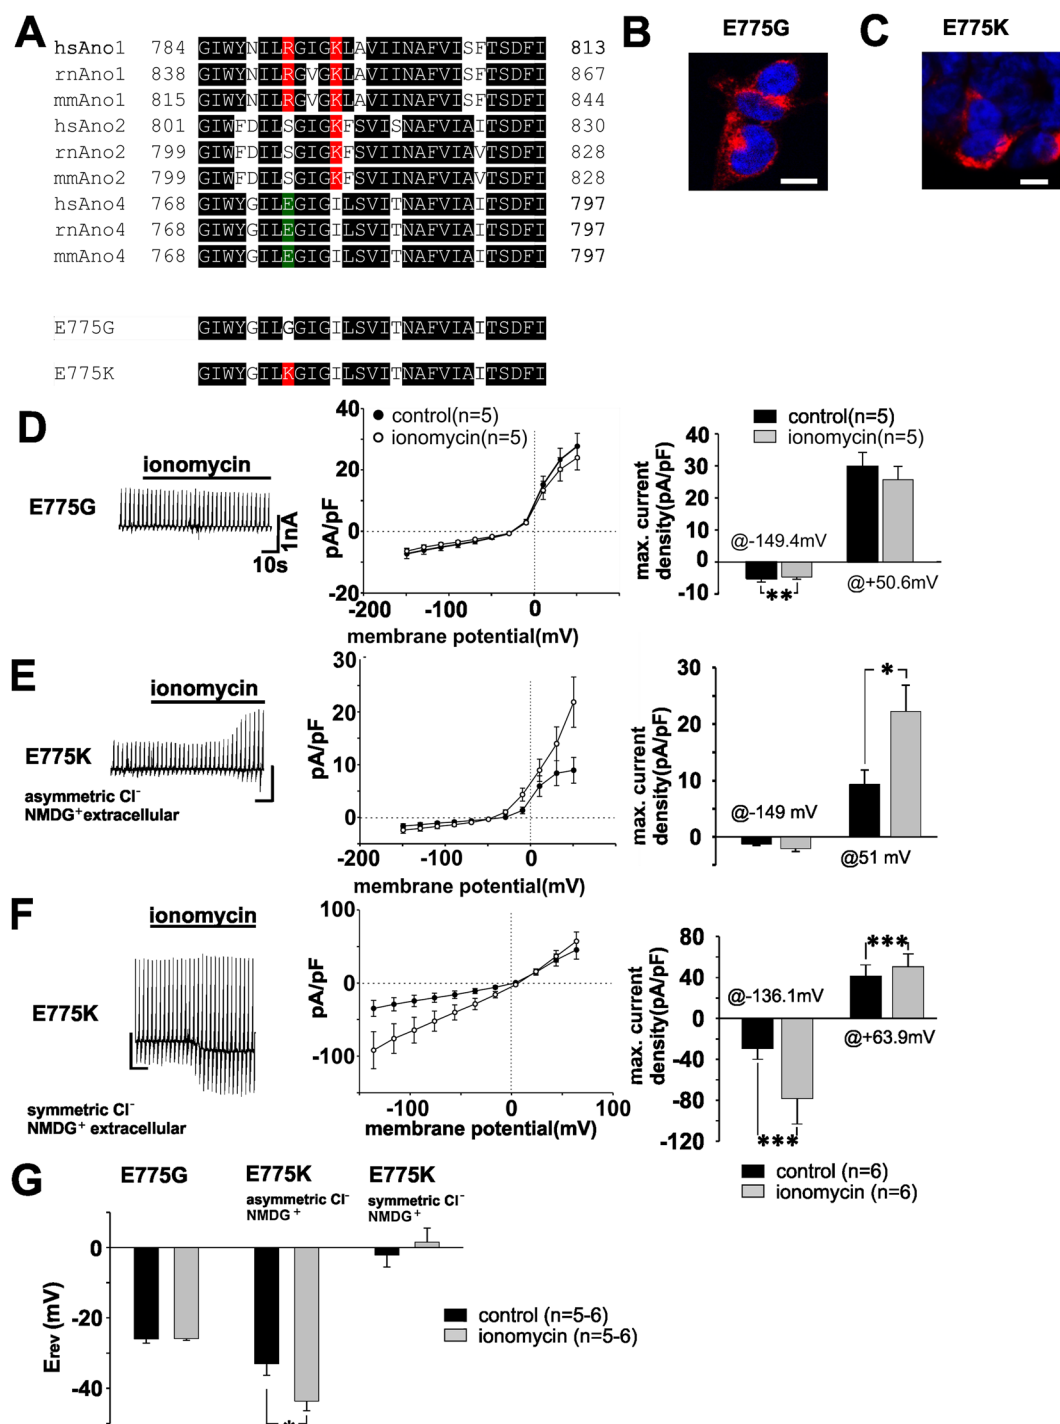 A
hsAno1 784 GIWYNILRGIGKLAVIINAFVISFTSDFI 813
rnAno1 838 GIWYNILRGVGKLAVIINAFVISFTSDFI 867
mmAno1 815 GIWYNILRGVGKLAVIINAFVISFTSDFI 844
hsAno2 801 GIWFDILSGIGKFSVISNAFVIAITSDFI 830
rnAno2 799 GIWFDILSGIGKFSVITNAFVIAVTSDFI 828
mmAno2 799 GIWFDILSGIGKFSVITNAFVIAVTSDFI 828
hsAno4 768 GIWYGILEGIGILSVITNAFVIAITSDFI 797
rnAno4 768 GIWYGILEGIGILSVITNAFVIAITSDFI 797
mmAno4 768 GIWYGILEGIGILSVITNAFVIAITSDFI 797
E775G GIWYGILGGIGILSVITNAFVIAITSDFI
E775K GIWYGILKGIGILSVITNAFVIAITSDFI
B
E775G
C
E775K
D
E775G
ionomycin
1nA
10s
40
20
0
-20
-200
-100
0
pA/pF
membrane potential(mV)
control(n=5)
ionomycin(n=5)
control(n=5)
ionomycin(n=5)
40
30
20
10
0
-10
max. current
density(pA/pF)
@-149.4mV
**
@+50.6mV
E
E775K
asymmetric Cl⁻
NMDG⁺extracellular
ionomycin
30
20
10
0
-200
-100
0
pA/pF
membrane potential(mV)
30
20
10
0
max. current
density(pA/pF)
*
@-149 mV
@51 mV
F
E775K
symmetric Cl⁻
NMDG⁺ extracellular
ionomycin
100
0
-100
-100
0
100
pA/pF
membrane potential(mV)
80
40
0
-40
-80
-120
max. current
density(pA/pF)
***
@-136.1mV
@+63.9mV
***
control (n=6)
ionomycin (n=6)
G
E775G
E775K
asymmetric Cl⁻
NMDG⁺
E775K
symmetric Cl⁻
NMDG⁺
0
-20
-40
Erev (mV)
*
control (n=5-6)
ionomycin (n=5-6)